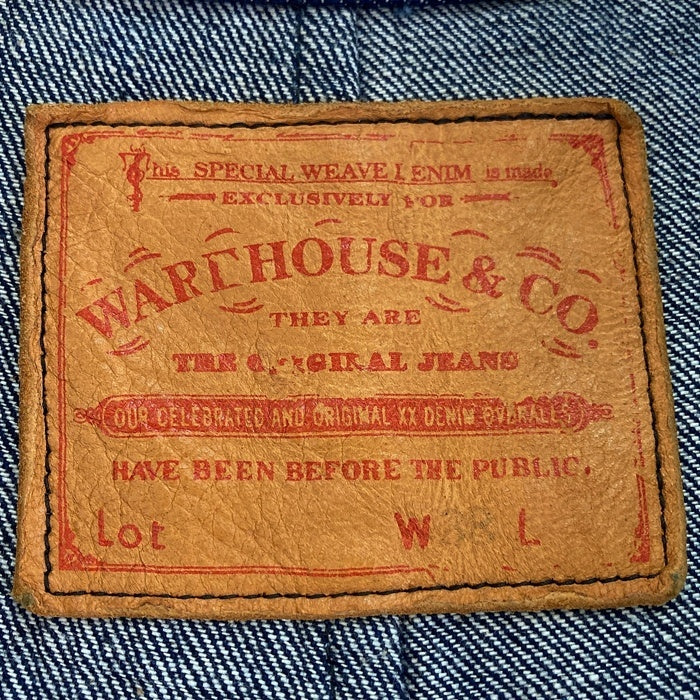 This SPECIAL WEAVE DENIM is made
EXCLUSIVELY FOR
WAREHOUSE & CO.
THEY ARE
THE ORIGINAL JEANS
OUR CELEBRATED AND ORIGINAL XX DENIM OVERALLS
HAVE BEEN BEFORE THE PUBLIC.
Lot W L